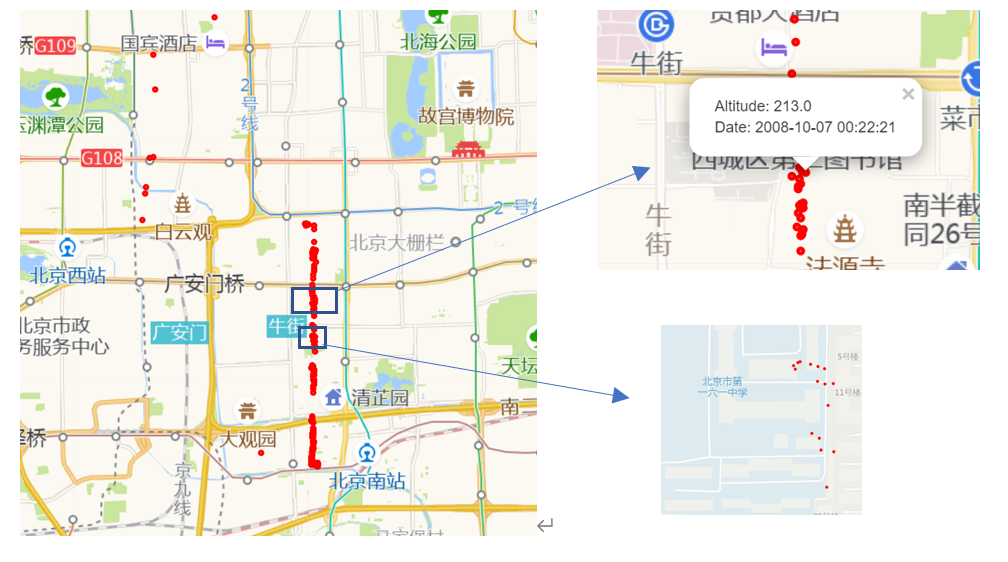 桥
G109
国宾酒店
北海公园
2
号
线
故宫博物院
玉渊潭公园
G108
白云观
2 号线
北京大栅栏
北京西站
广安门桥
北京市政
务服务中心
广安门
牛街
天坛
清芷园
南二
大观园
泽桥
京
九
线
北京南站
贵都大酒店
牛街
×
Altitude: 213.0
Date: 2008-10-07 00:22:21
菜市
西城区第二图书馆
牛
街
南半截
同26号
法源寺
北京市第
一六一中学
5号楼
11号楼